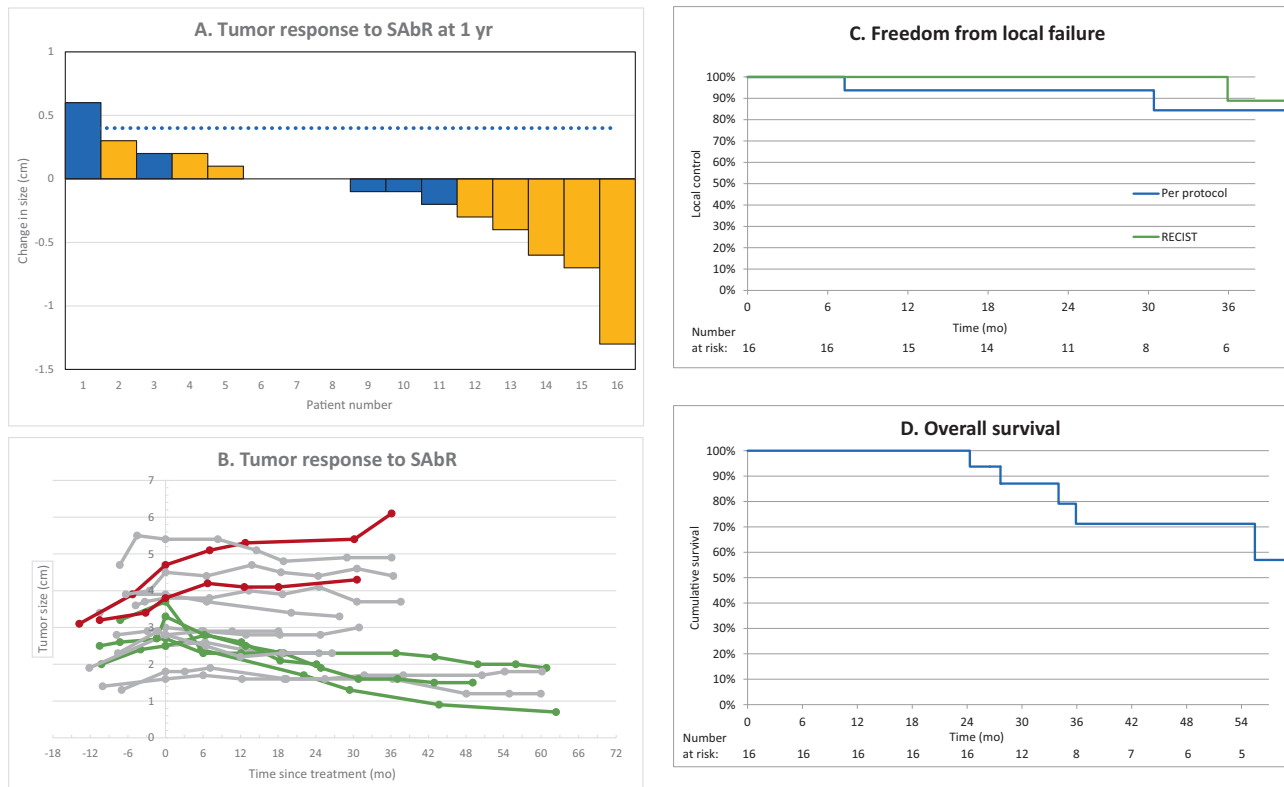 A. Tumor response to SAbR at 1 yr
1
0.5
0
-0.5
-1
-1.5
Change in size (cm)
1 2 3 4 5 6 7 8 9 10 11 12 13 14 15 16
Patient number
B. Tumor response to SAbR
7
6
5
4
3
2
1
0
Tumor size (cm)
-18 -12 -6 0 6 12 18 24 30 36 42 48 54 60 66 72
Time since treatment (mo)
C. Freedom from local failure
100%
90%
80%
70%
60%
50%
40%
30%
20%
10%
0%
Local control
Per protocol
RECIST
0 6 12 18 24 30 36
Time (mo)
Number
at risk: 16 16 15 14 11 8 6
D. Overall survival
100%
90%
80%
70%
60%
50%
40%
30%
20%
10%
0%
Cumulative survival
0 6 12 18 24 30 36 42 48 54
Time (mo)
Number
at risk: 16 16 16 16 16 12 8 7 6 5